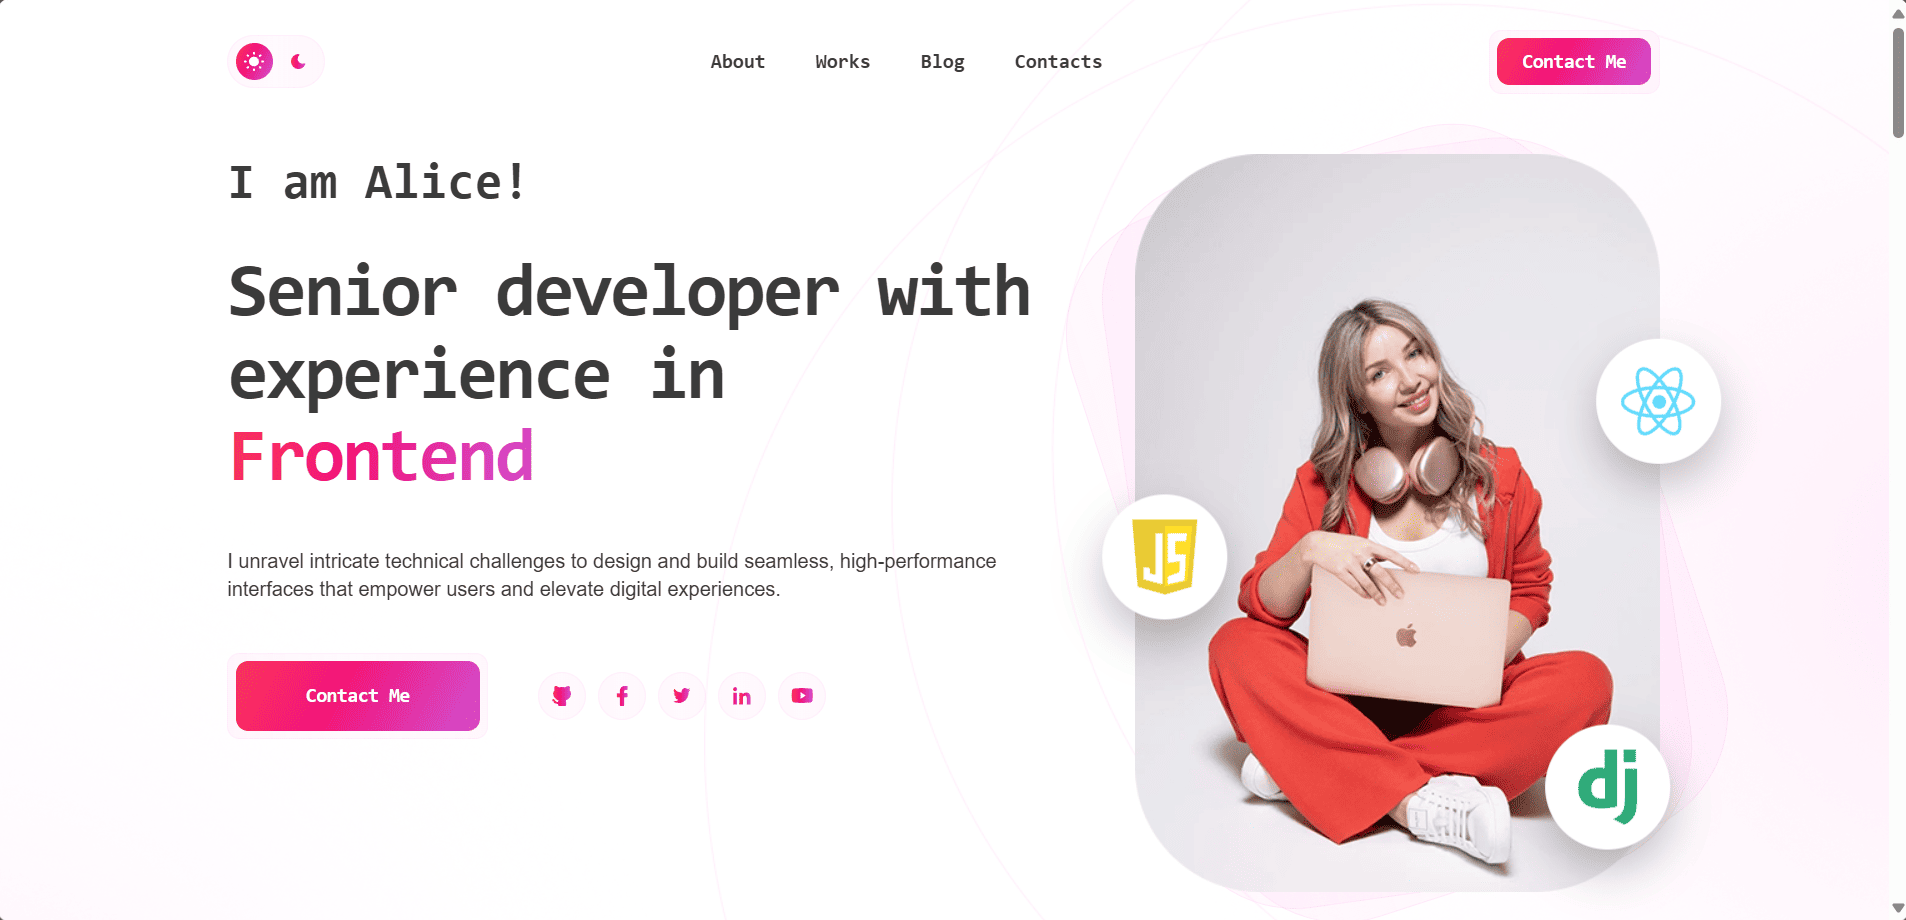 About Works Blog Contacts Contact Me
I am Alice!
Senior developer with
experience in
Frontend
I unravel intricate technical challenges to design and build seamless, high-performance
interfaces that empower users and elevate digital experiences.
Contact Me
JS
dj